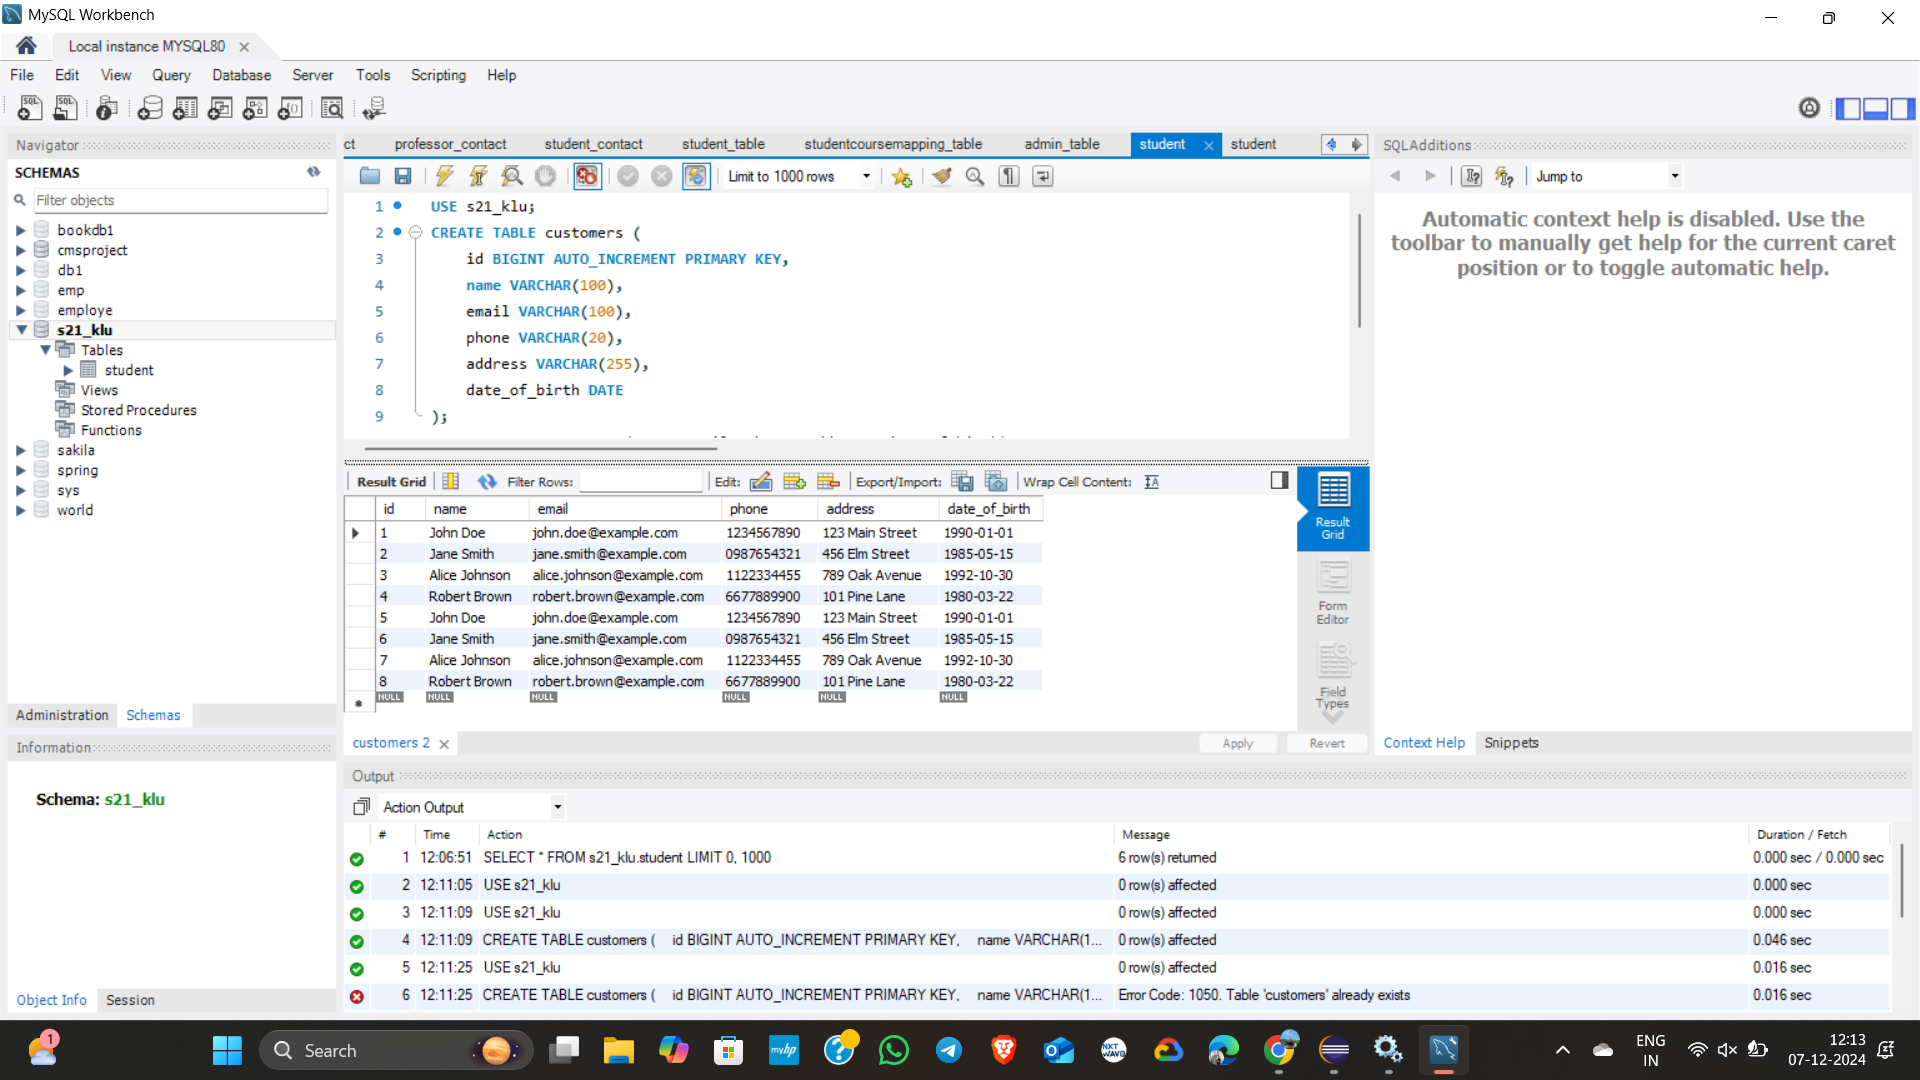 MySQL Workbench
Local instance MYSQL80
File Edit View Query Database Server Tools Scripting Help
Navigator
SCHEMAS
Filter objects
bookdb1
cmsproject
db1
emp
employe
s21_klu
Tables
student
Views
Stored Procedures
Functions
sakila
spring
sys
world
Administration Schemas
Information
Schema: s21_klu
Object Info Session
ct professor_contact student_contact student_table studentcoursemapping_table admin_table student student
Limit to 1000 rows
1 USE s21_klu;
2 CREATE TABLE customers (
3 id BIGINT AUTO_INCREMENT PRIMARY KEY,
4 name VARCHAR(100),
5 email VARCHAR(100),
6 phone VARCHAR(20),
7 address VARCHAR(255),
8 date_of_birth DATE
9 );
Result Grid Filter Rows: Edit: Export/Import: Wrap Cell Content:
id name email phone address date_of_birth
1 John Doe john.doe@example.com 1234567890 123 Main Street 1990-01-01
2 Jane Smith jane.smith@example.com 0987654321 456 Elm Street 1985-05-15
3 Alice Johnson alice.johnson@example.com 1122334455 789 Oak Avenue 1992-10-30
4 Robert Brown robert.brown@example.com 6677889900 101 Pine Lane 1980-03-22
5 John Doe john.doe@example.com 1234567890 123 Main Street 1990-01-01
6 Jane Smith jane.smith@example.com 0987654321 456 Elm Street 1985-05-15
7 Alice Johnson alice.johnson@example.com 1122334455 789 Oak Avenue 1992-10-30
8 Robert Brown robert.brown@example.com 6677889900 101 Pine Lane 1980-03-22
NULL NULL NULL NULL NULL NULL
Result
Grid
Form
Editor
Field
Types
customers 2
Apply Revert
SQLAdditions
Jump to
Automatic context help is disabled. Use the
toolbar to manually get help for the current caret
position or to toggle automatic help.
Context Help Snippets
Output
Action Output
# Time Action Message Duration / Fetch
1 12:06:51 SELECT * FROM s21_klu.student LIMIT 0, 1000 6 row(s) returned 0.000 sec / 0.000 sec
2 12:11:05 USE s21_klu 0 row(s) affected 0.000 sec
3 12:11:09 USE s21_klu 0 row(s) affected 0.000 sec
4 12:11:09 CREATE TABLE customers ( id BIGINT AUTO_INCREMENT PRIMARY KEY, name VARCHAR(1... 0 row(s) affected 0.046 sec
5 12:11:25 USE s21_klu 0 row(s) affected 0.016 sec
6 12:11:25 CREATE TABLE customers ( id BIGINT AUTO_INCREMENT PRIMARY KEY, name VARCHAR(1... Error Code: 1050. Table 'customers' already exists 0.016 sec
1
Search
myhp
NXT
WAVE
ENG
IN
12:13
07-12-2024